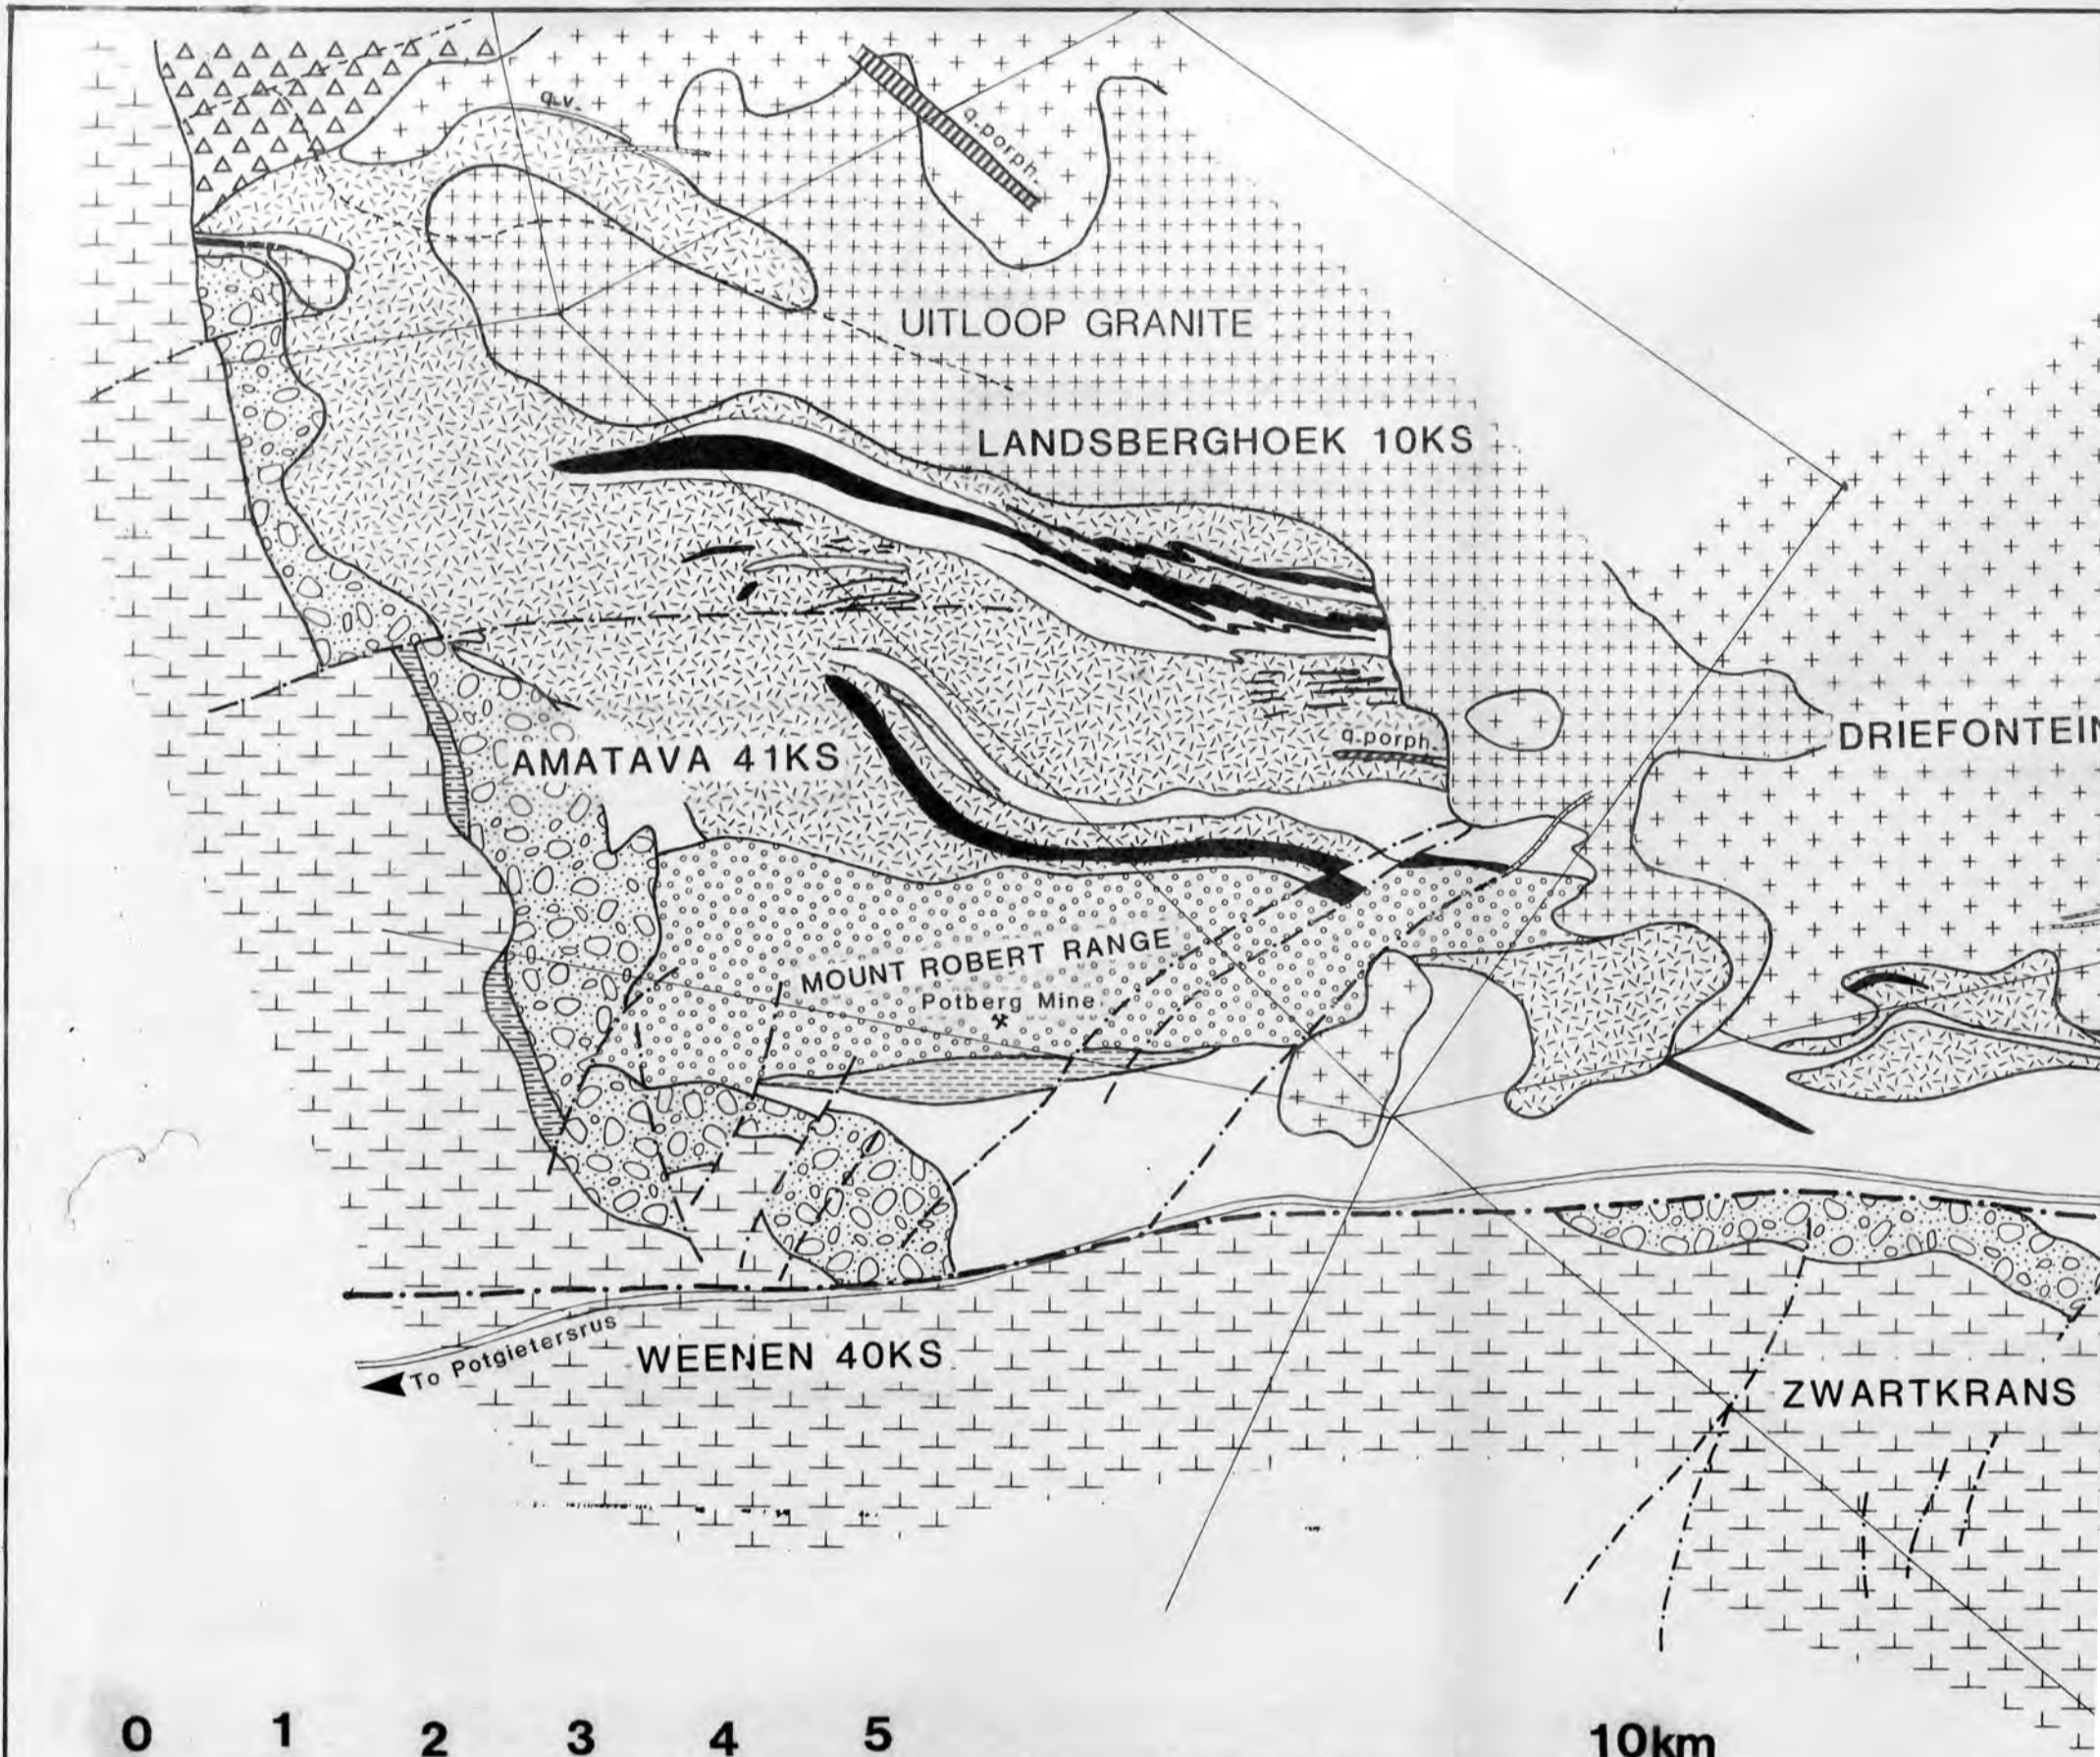 q.v.
q.porph.
UITLOOP GRANITE
LANDSBERGHOEK 10KS
q.porph.
DRIEFONTEIN
AMATAVA 41KS
MOUNT ROBERT RANGE
Potberg Mine
To Potgietersrus
WEENEN 40KS
ZWARTKRANS
0 1 2 3 4 5 10km